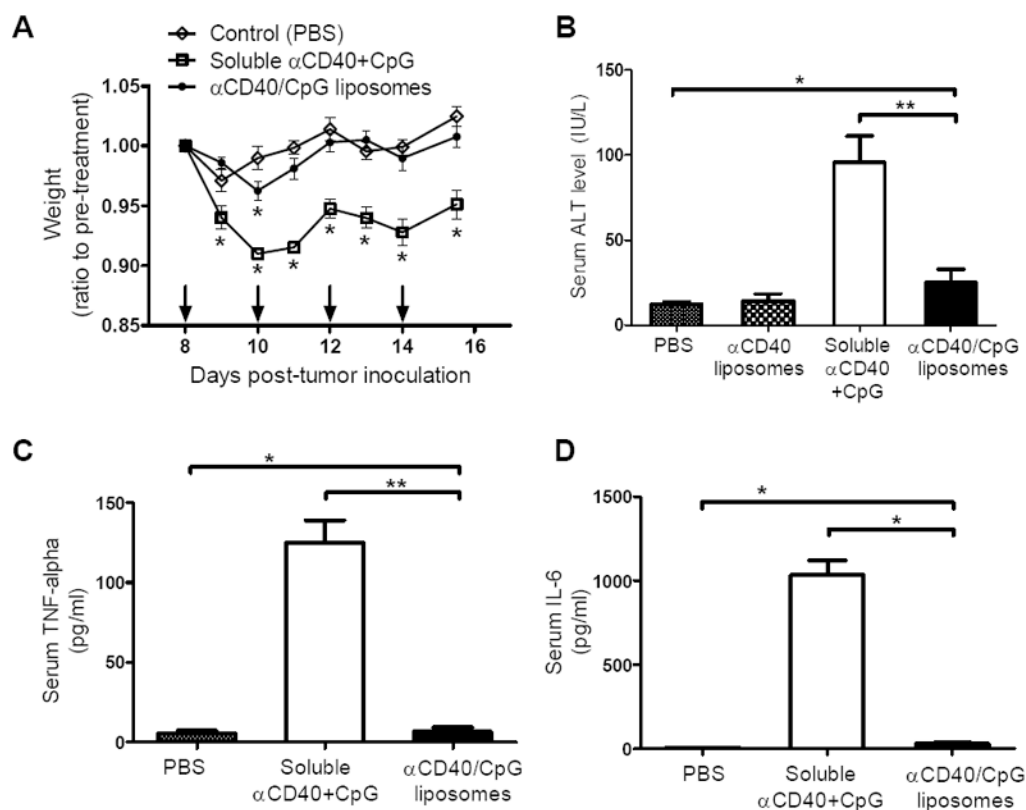 A
Control (PBS)
Soluble αCD40+CpG
αCD40/CpG liposomes
Weight
(ratio to pre-treatment)
1.05
1.00
0.95
0.90
0.85
*
*
*
*
*
*
*
*
8
10
12
14
16
Days post-tumor inoculation
B
Serum ALT level (IU/L)
150
100
50
0
*
**
PBS
αCD40
liposomes
Soluble
αCD40
+CpG
αCD40/CpG
liposomes
C
Serum TNF-alpha
(pg/ml)
150
100
50
0
*
**
PBS
Soluble
αCD40+CpG
αCD40/CpG
liposomes
D
Serum IL-6
(pg/ml)
1500
1000
500
0
*
*
PBS
Soluble
αCD40+CpG
αCD40/CpG
liposomes